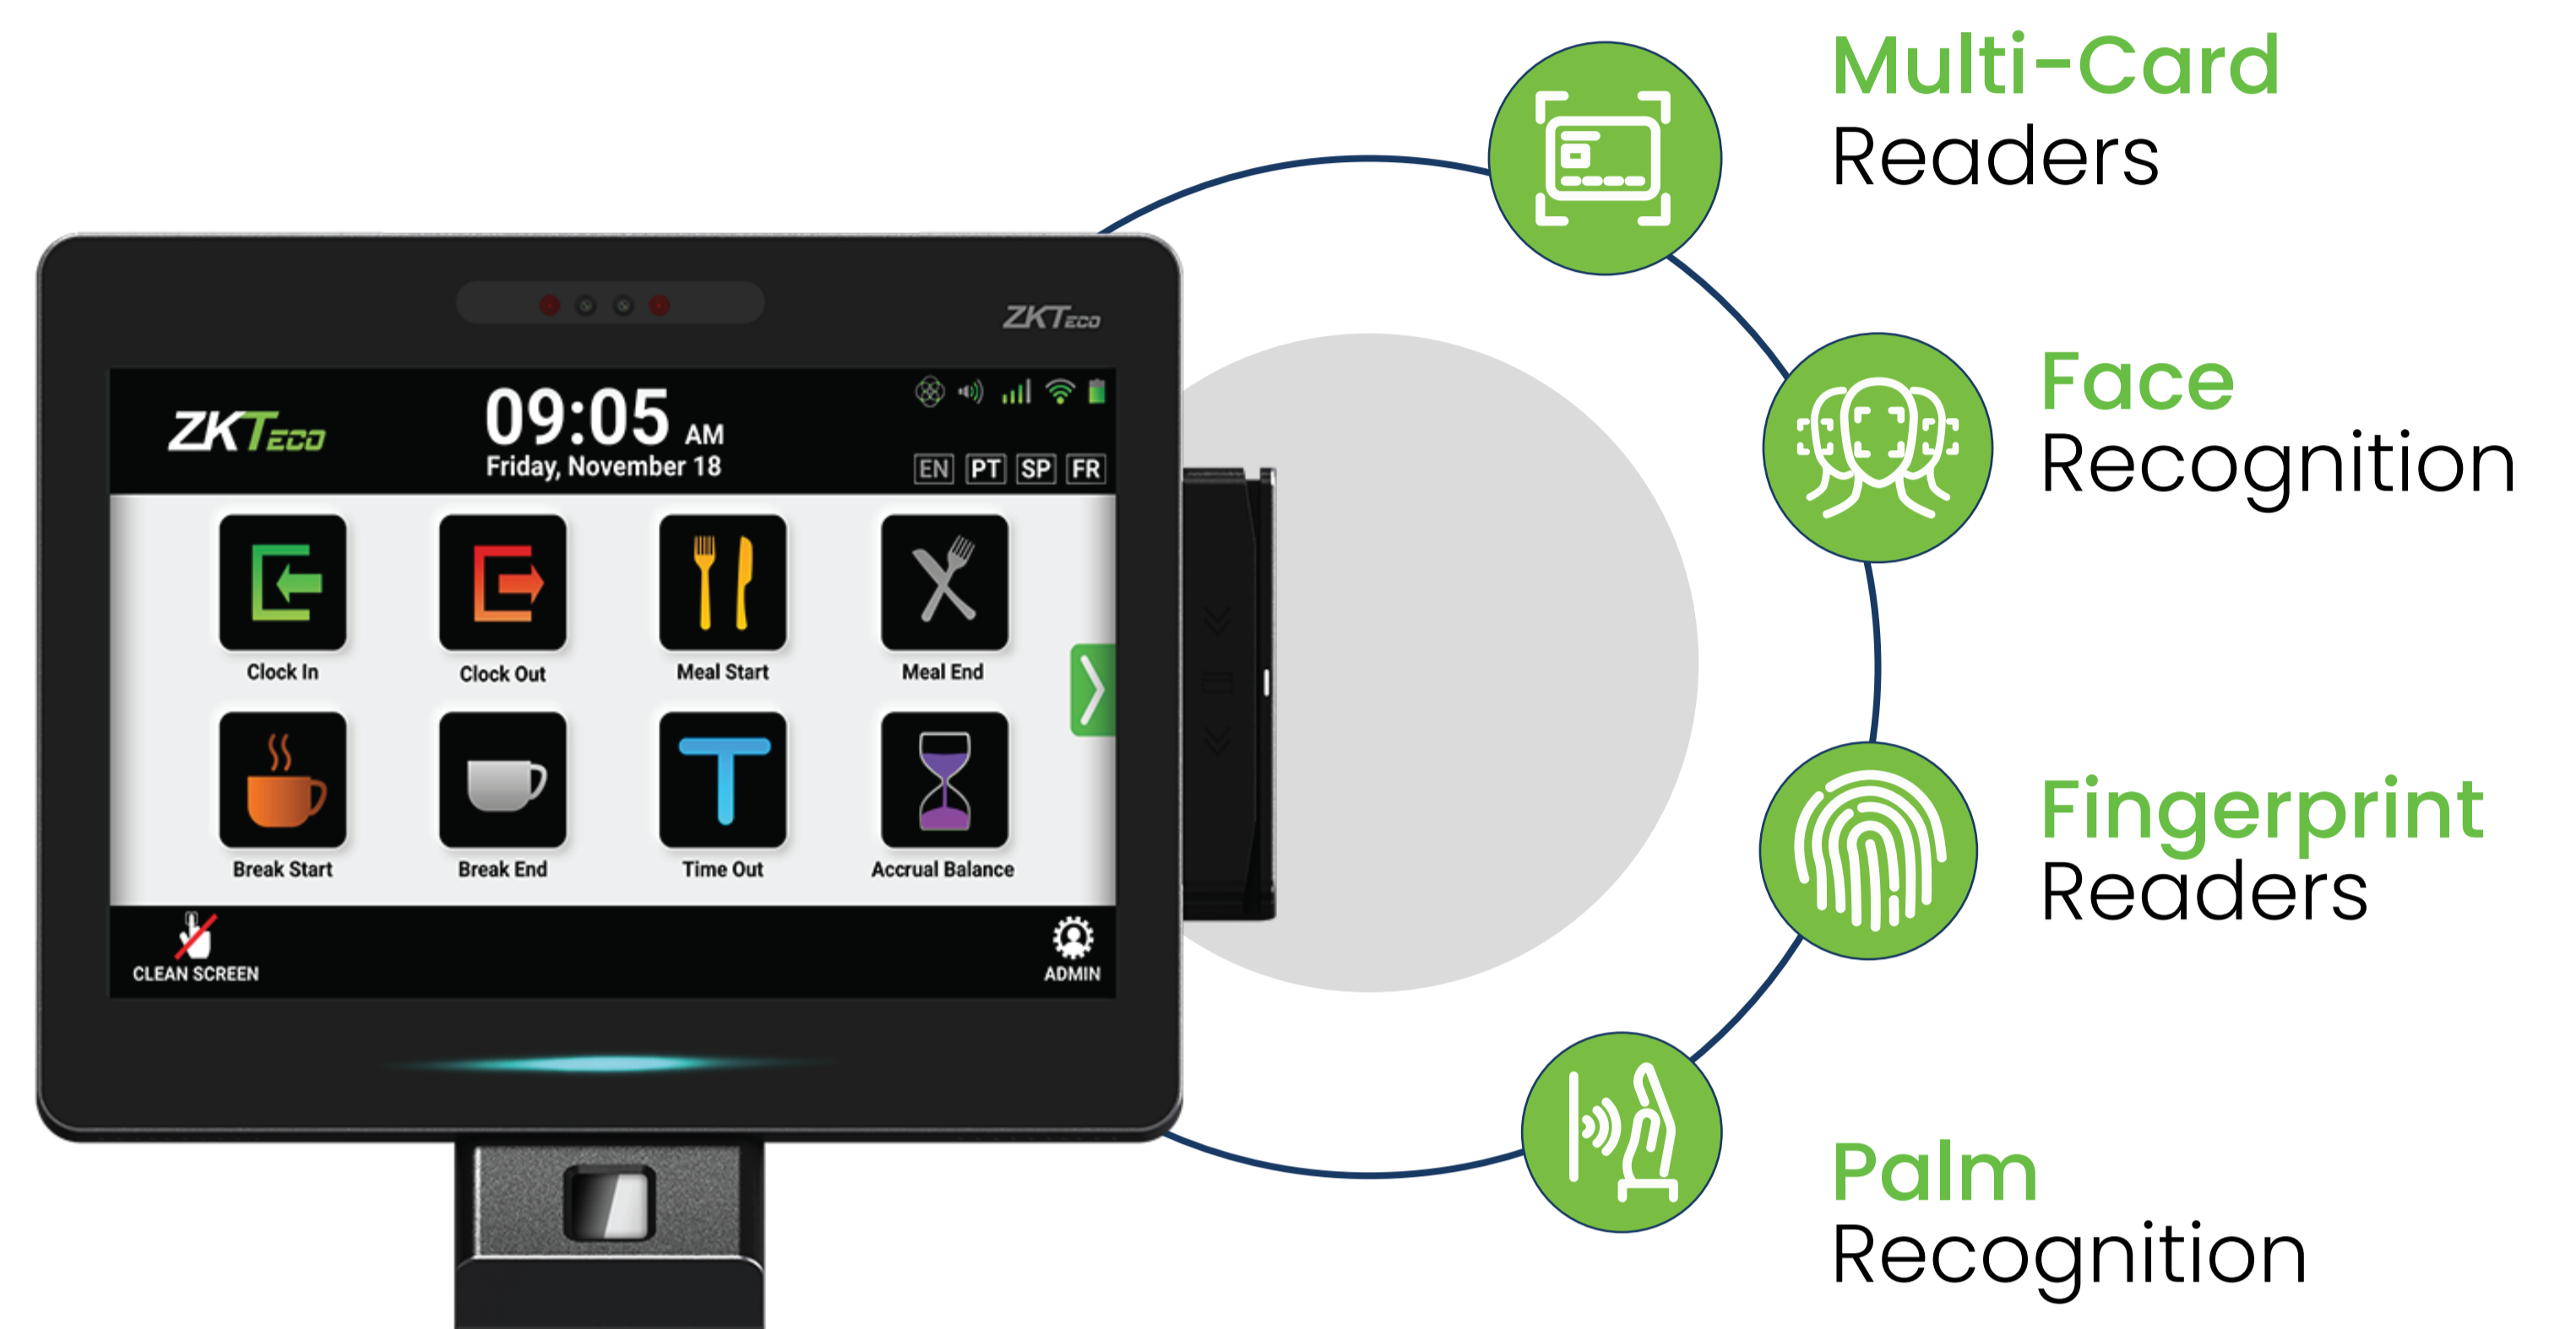 ZKTECO
ZKTECO
09:05 AM
Friday, November 18
EN PT SP FR
Clock In
Clock Out
Meal Start
Meal End
Break Start
Break End
Time Out
Accrual Balance
CLEAN SCREEN
ADMIN
Multi-Card
Readers
Face
Recognition
Fingerprint
Readers
Palm
Recognition